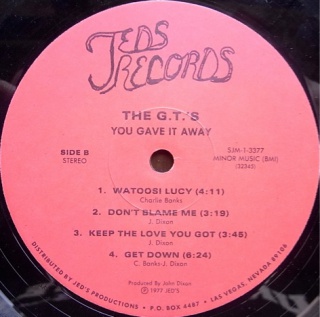 JEDS
RECORDS
THE G.T.'S
YOU GAVE IT AWAY
SIDE B
STEREO
SJM-1-3377
MINOR MUSIC (BMI)
(32343)
1. WATOOSI LUCY (4:11)
Charlie Banks
2. DON'T BLAME ME (3:19)
J. Dixon
3. KEEP THE LOVE YOU GOT (3:45)
J. Dixon
4. GET DOWN (6:24)
C. Banks-J. Dixon
Produced By John Dixon
© 1977 JED'S
DISTRIBUTED BY JED'S PRODUCTIONS • P.O. BOX 4487 • LAS VEGAS, NEVADA 89106